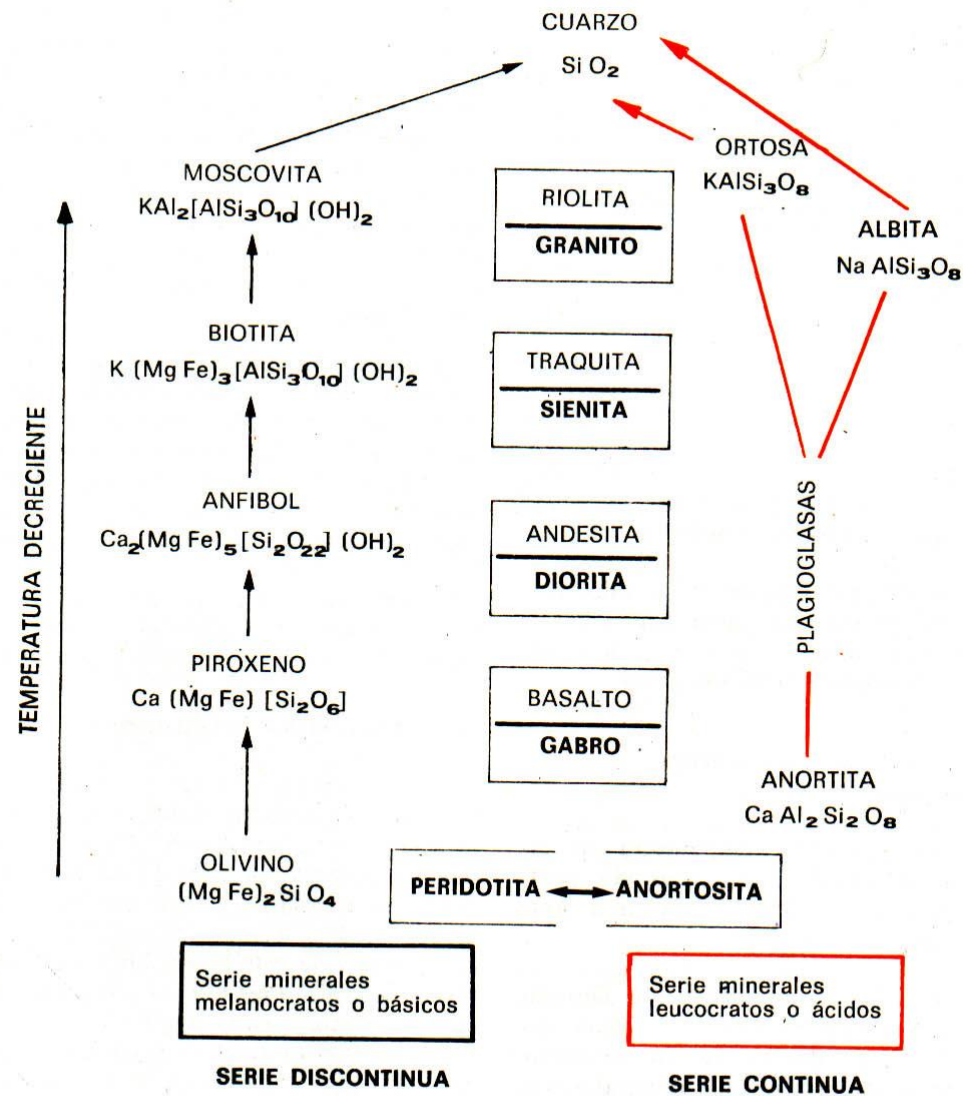 CUARZO
Si O₂
ORTOSA
KAlSi₃O₈
MOSCOVITA
KAl₂[AlSi₃O₁₀] (OH)₂
RIOLITA
GRANITO
ALBITA
Na AlSi₃O₈
BIOTITA
K (Mg Fe)₃ [AlSi₃O₁₀] (OH)₂
TRAQUITA
SIENITA
TEMPERATURA DECRECIENTE
ANFIBOL
Ca₂(Mg Fe)₅ [Si₂O₂₂] (OH)₂
ANDESITA
DIORITA
PLAGIOGLASAS
PIROXENO
Ca (Mg Fe) [Si₂O₆]
BASALTO
GABRO
ANORTITA
Ca Al₂ Si₂ O₈
OLIVINO
(Mg Fe)₂ Si O₄
PERIDOTITA ANORTOSITA
Serie minerales
melanocratos o básicos
Serie minerales
leucocratos o ácidos
SERIE DISCONTINUA
SERIE CONTINUA